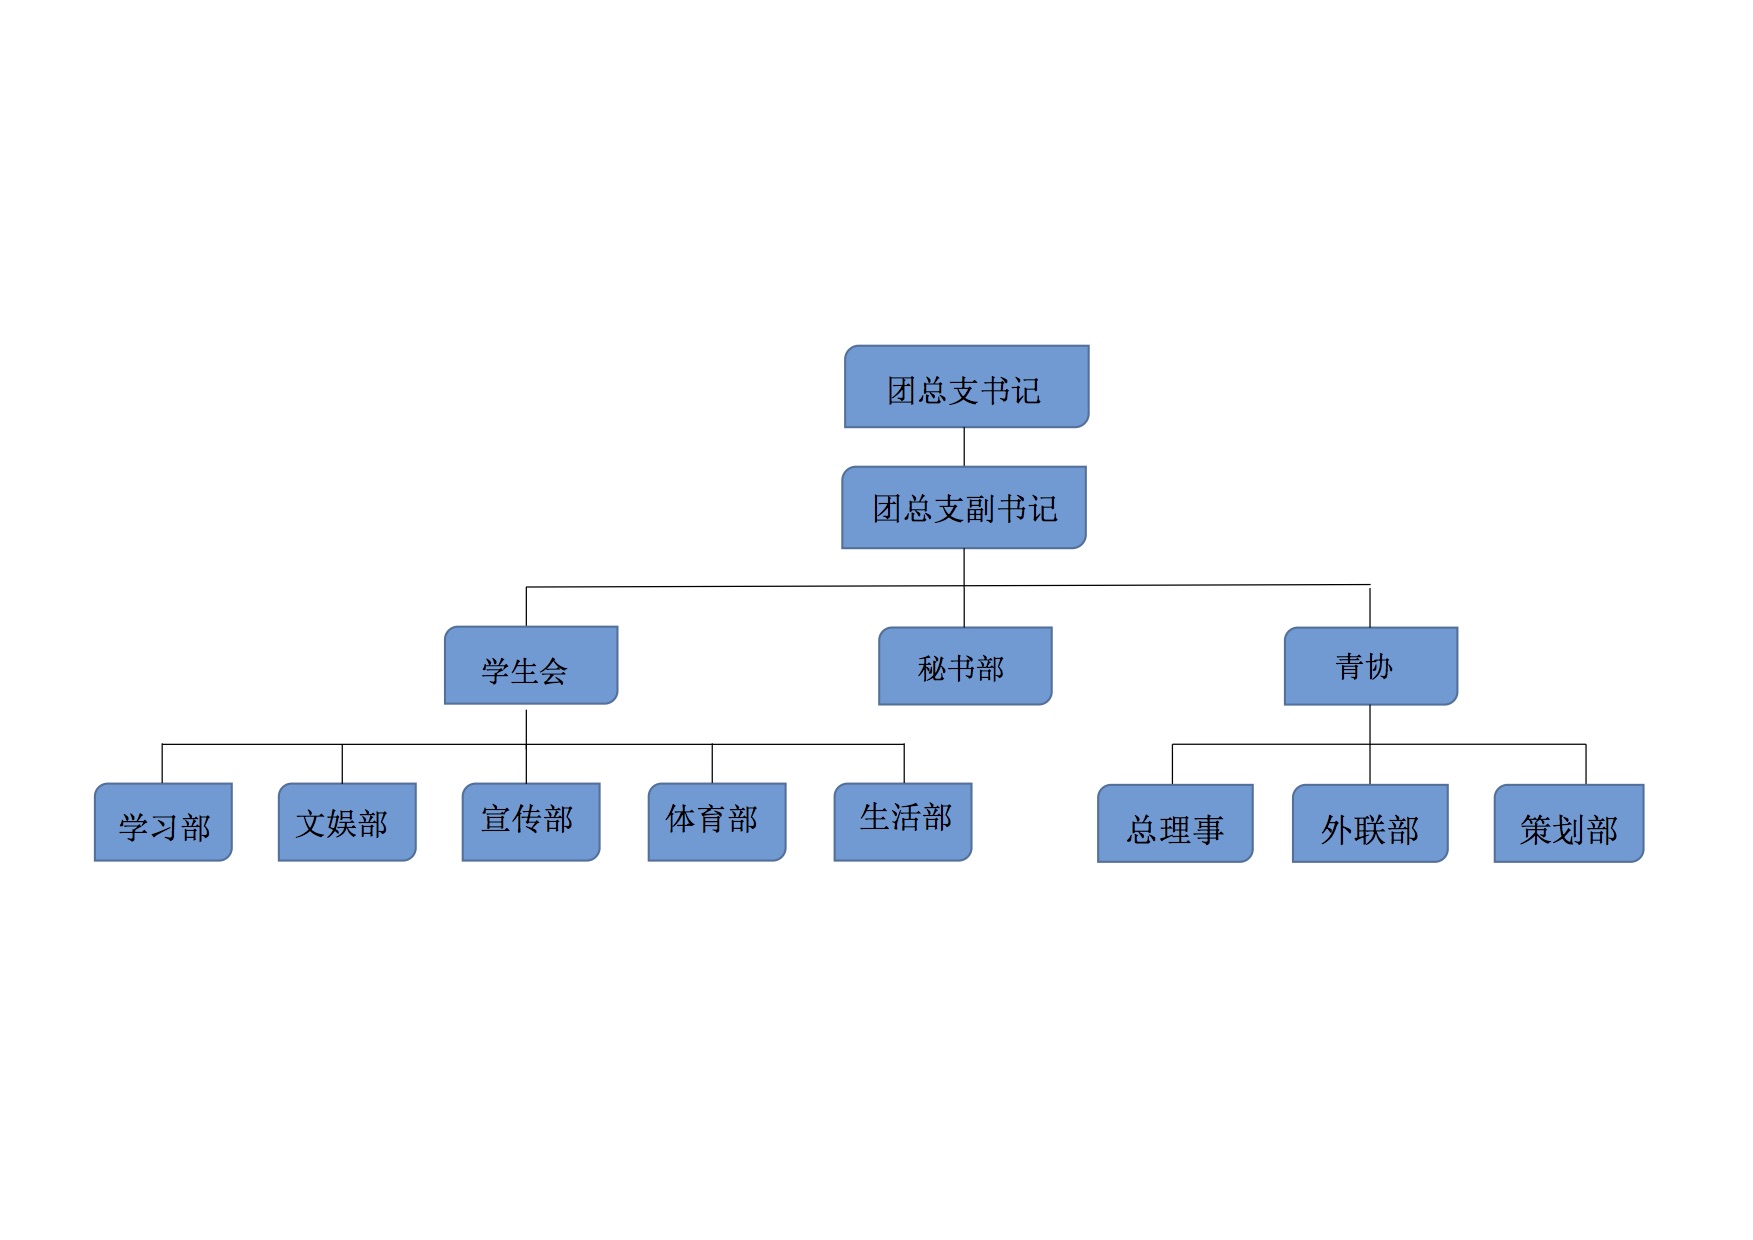 团总支书记
团总支副书记
学生会
秘书部
青协
学习部
文娱部
宣传部
体育部
生活部
总理事
外联部
策划部